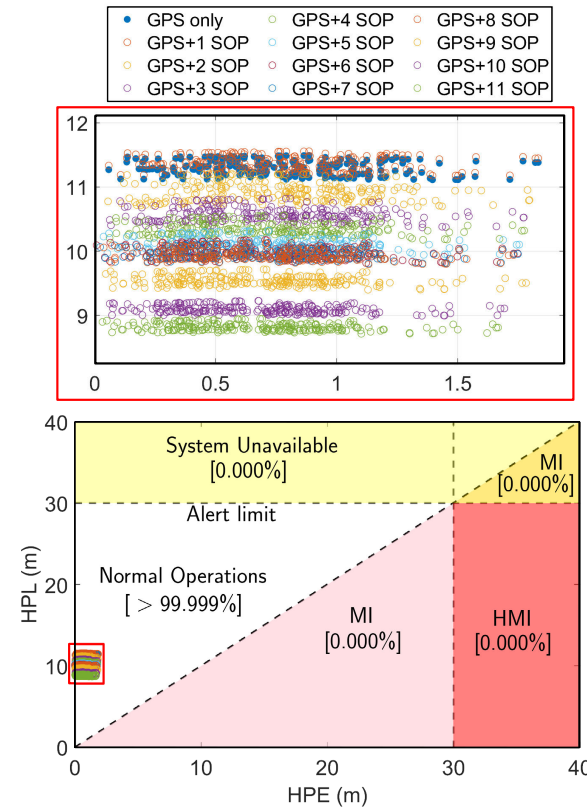 GPS only GPS+4 SOP GPS+8 SOP
GPS+1 SOP GPS+5 SOP GPS+9 SOP
GPS+2 SOP GPS+6 SOP GPS+10 SOP
GPS+3 SOP GPS+7 SOP GPS+11 SOP
12
11
10
9
0 0.5 1 1.5
40
System Unavailable
[0.000%]
MI
[0.000%]
30
Alert limit
HPL (m)
20
Normal Operations
[ > 99.999%]
MI
[0.000%]
HMI
[0.000%]
10
0
0 10 20 30 40
HPE (m)